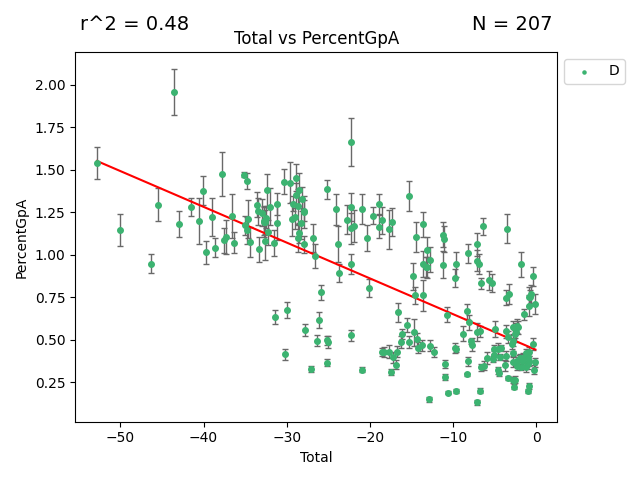 r^2 = 0.48
N = 207
Total vs PercentGpA
D
PercentGpA
2.00
1.75
1.50
1.25
1.00
0.75
0.50
0.25
−50
−40
−30
−20
−10
0
Total